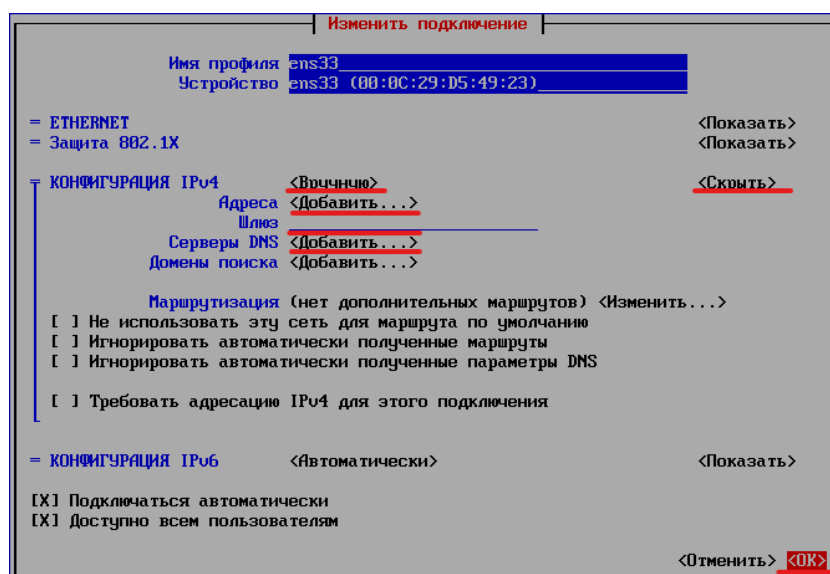 Изменить подключение
Имя профиля ens33
Устройство ens33 (00:0C:29:D5:49:23)
= ETHERNET <Показать>
= Защита 802.1X <Показать>
КОНФИГУРАЦИЯ IPv4 <Вручную> <Скрыть>
Адреса <Добавить...>
Шлюз
Серверы DNS <Добавить...>
Домены поиска <Добавить...>
Маршрутизация (нет дополнительных маршрутов) <Изменить...>
[ ] Не использовать эту сеть для маршрута по умолчанию
[ ] Игнорировать автоматически полученные маршруты
[ ] Игнорировать автоматически полученные параметры DNS
[ ] Требовать адресацию IPv4 для этого подключения
= КОНФИГУРАЦИЯ IPv6 <Автоматически> <Показать>
[X] Подключаться автоматически
[X] Доступно всем пользователям
<Отменить> <OK>